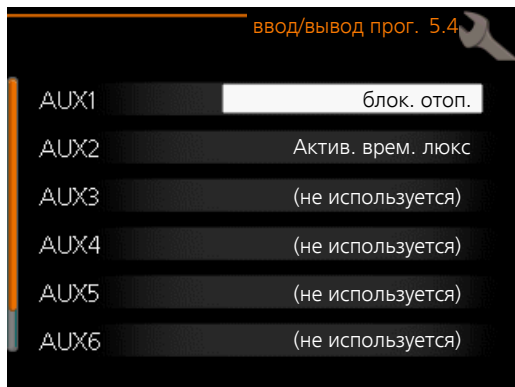 ввод/вывод прог. 5.4
AUX1 блок. отоп.
AUX2 Актив. врем. люкс
AUX3 (не используется)
AUX4 (не используется)
AUX5 (не используется)
AUX6 (не используется)